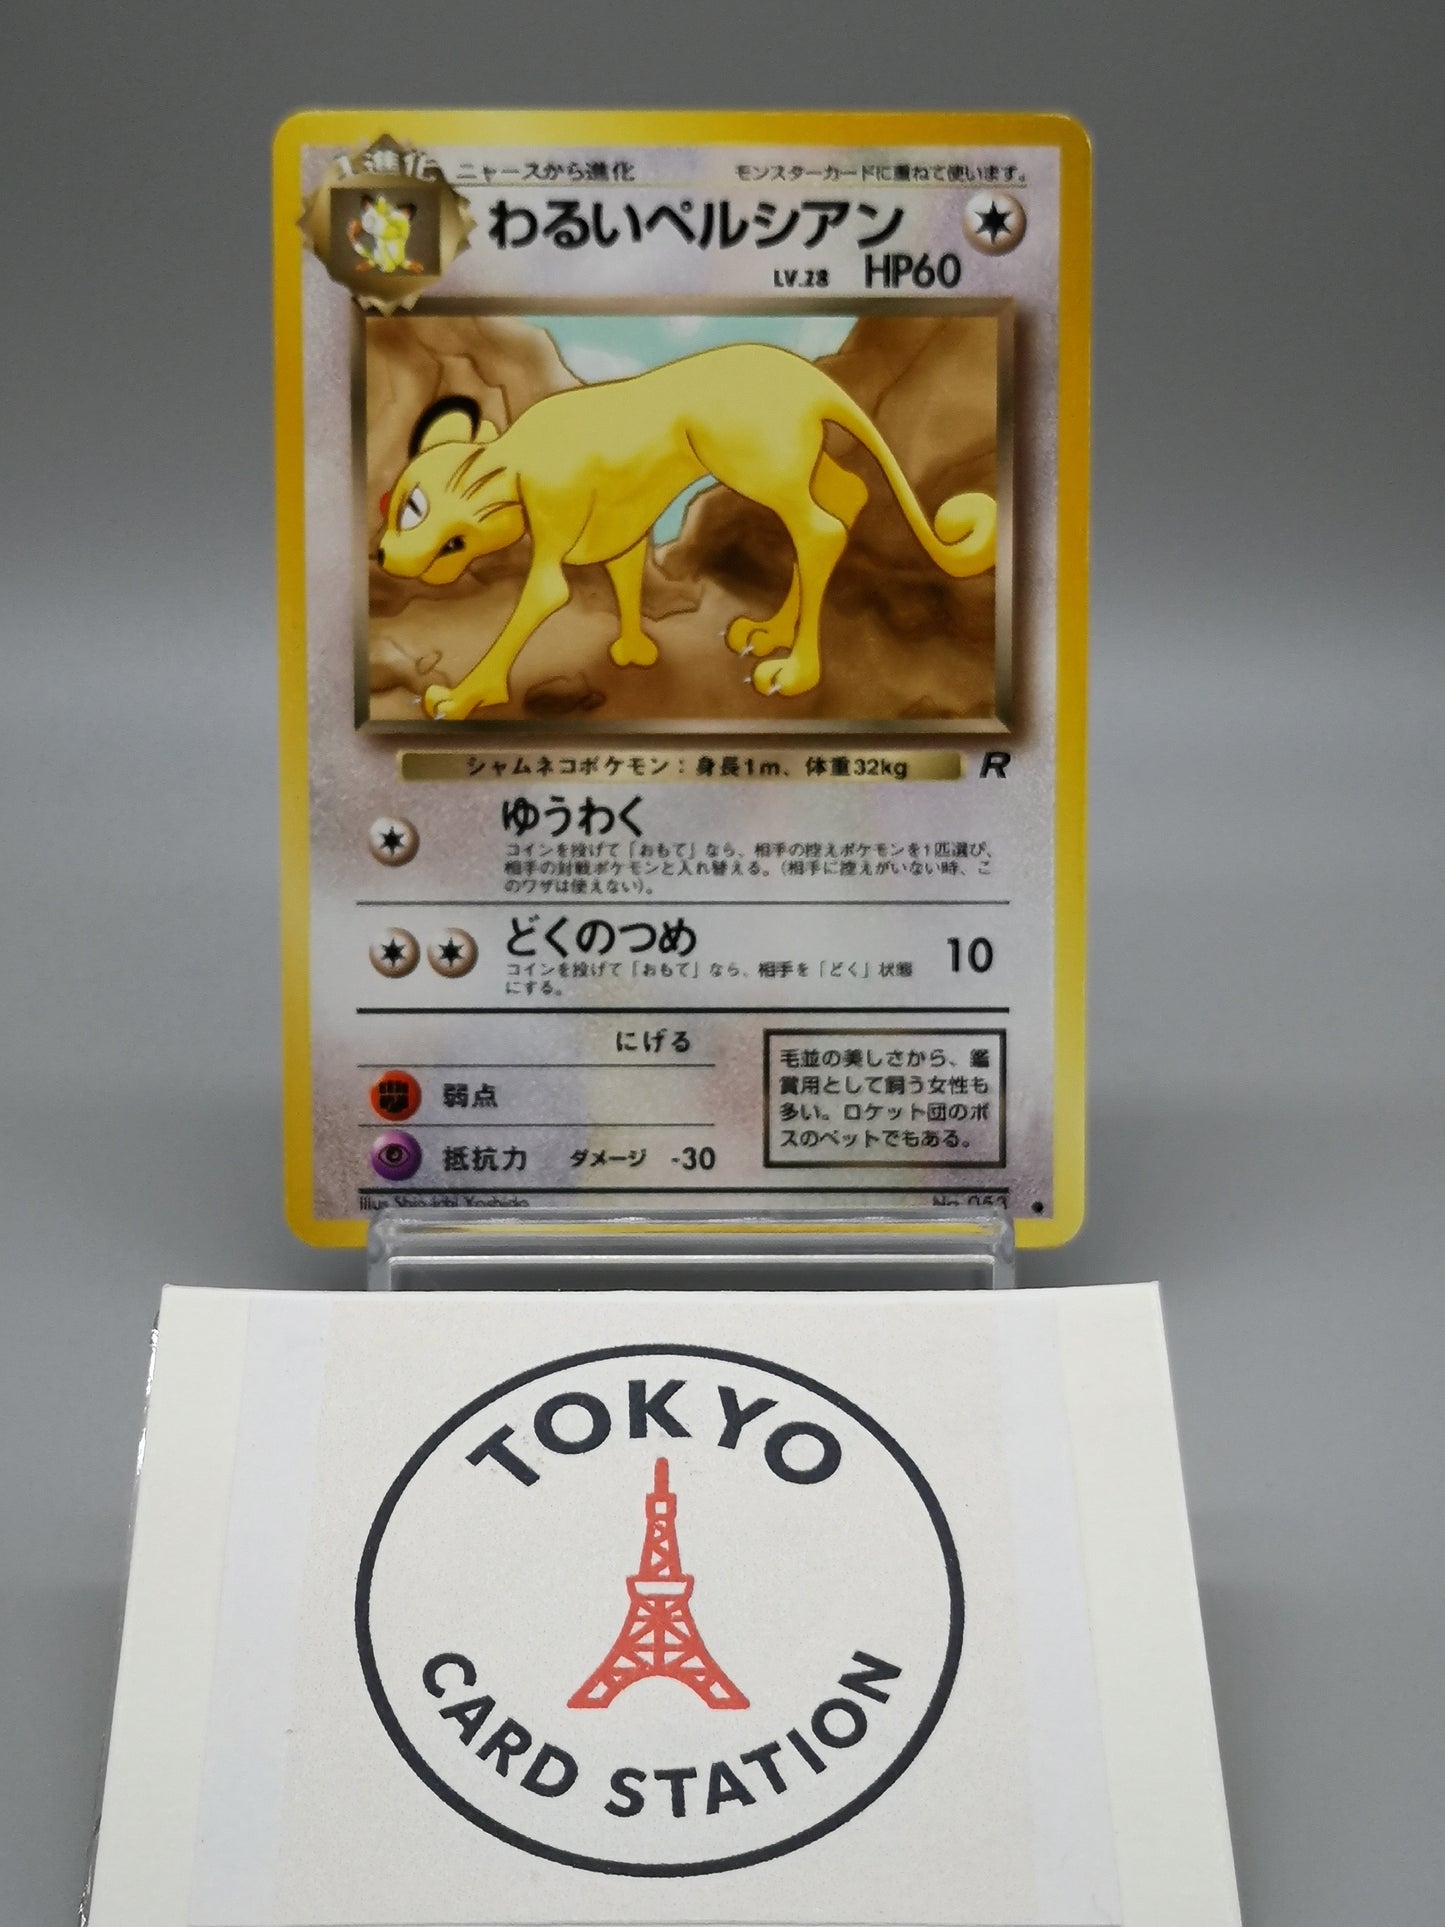 1進化
ニャースから進化
モンスターカードに重ねて使います。
わるいペルシアン
LV.28 HP60
シャムネコポケモン：身長1m、体重32kg
R
ゆうわく
コインを投げて「おもて」なら、相手の控えポケモンを1匹選び、
相手の対戦ポケモンと入れ替える。（相手に控えがいない時、こ
のワザは使えない）。
どくのつめ
10
コインを投げて「おもて」なら、相手を「どく」状態
にする。
にげる
弱点
抵抗力 ダメージ -30
毛並の美しさから、鑑
賞用として飼う女性も
多い。ロケット団のボ
スのペットでもある。
Illus. Shin-ichi Yoshida
No. 053
TOKYO
CARD STATION